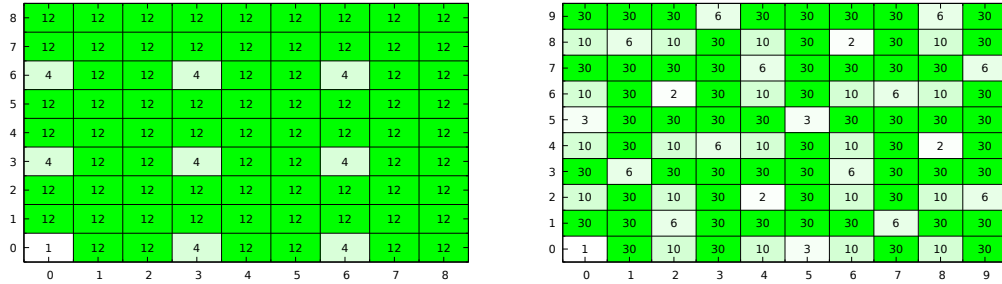 8 12 12 12 12 12 12 12 12 12
7 12 12 12 12 12 12 12 12 12
6 4 12 12 4 12 12 4 12 12
5 12 12 12 12 12 12 12 12 12
4 12 12 12 12 12 12 12 12 12
3 4 12 12 4 12 12 4 12 12
2 12 12 12 12 12 12 12 12 12
1 12 12 12 12 12 12 12 12 12
0 1 12 12 4 12 12 4 12 12
0 1 2 3 4 5 6 7 8
9 30 30 30 6 30 30 30 30 6 30
8 10 6 10 30 10 30 2 30 10 30
7 30 30 30 30 6 30 30 30 30 6
6 10 30 2 30 10 30 10 6 10 30
5 3 30 30 30 30 3 30 30 30 30
4 10 30 10 6 10 30 10 30 2 30
3 30 6 30 30 30 30 6 30 30 30
2 10 30 10 30 2 30 10 30 10 6
1 30 30 6 30 30 30 30 6 30 30
0 1 30 10 30 10 3 10 30 10 30
0 1 2 3 4 5 6 7 8 9